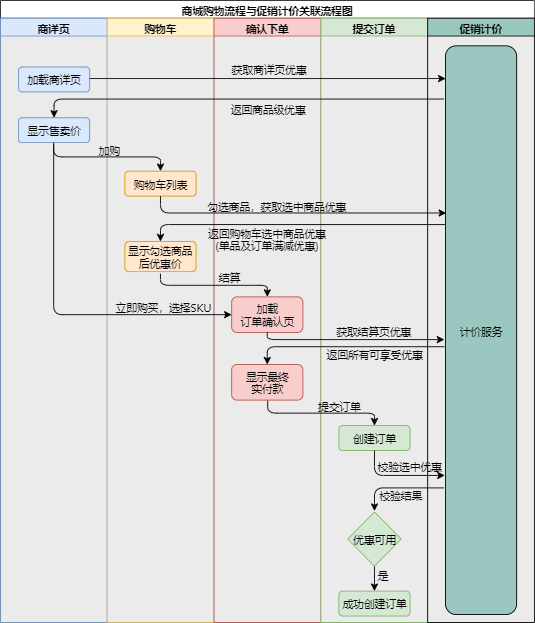 商城购物流程与促销计价关联流程图
商详页
购物车
确认下单
提交订单
促销计价
加载商详页
获取商详页优惠
返回商品级优惠
显示售卖价
加购
购物车列表
勾选商品，获取选中商品优惠
返回购物车选中商品优惠
(单品及订单满减优惠)
显示勾选商品
后优惠价
结算
立即购买，选择SKU
加载
订单确认页
获取结算页优惠
计价服务
返回所有可享受优惠
显示最终
实付款
提交订单
创建订单
校验选中优惠
校验结果
优惠可用
是
成功创建订单